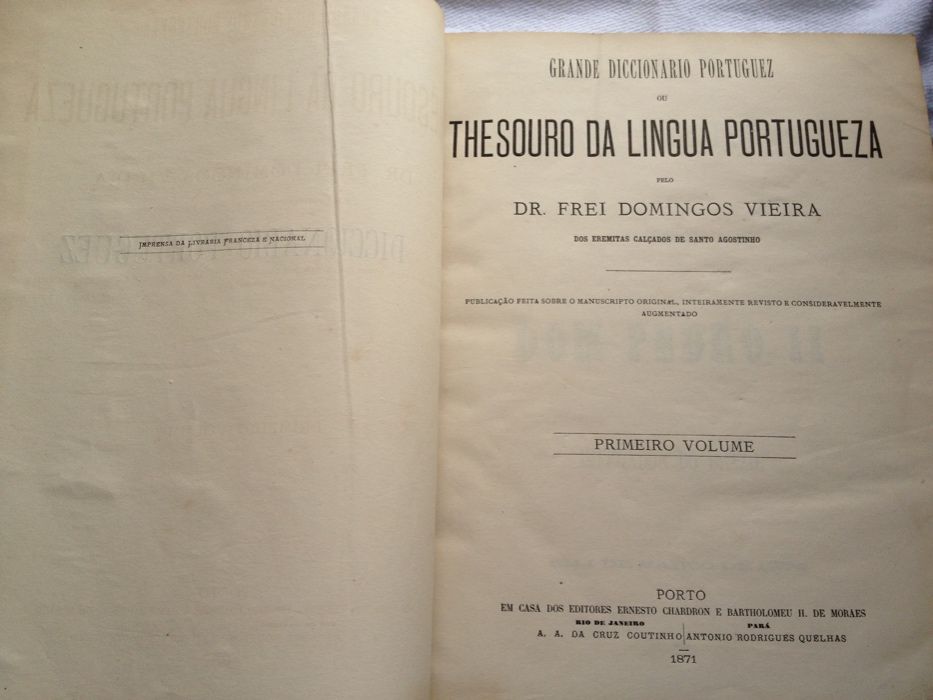 IMPRENSA DA LIVRARIA FRANCEZA E NACIONAL
GRANDE DICCIONARIO PORTUGUEZ
OU
THESOURO DA LINGUA PORTUGUEZA
PELO
DR. FREI DOMINGOS VIEIRA
DOS EREMITAS CALÇADOS DE SANTO AGOSTINHO
PUBLICAÇÃO FEITA SOBRE O MANUSCRIPTO ORIGINAL, INTEIRAMENTE REVISTO E CONSIDERAVELMENTE
AUGMENTADO
PRIMEIRO VOLUME
PORTO
EM CASA DOS EDITORES ERNESTO CHARDRON E BARTHOLOMEU H. DE MORAES
RIO DE JANEIRO PARÁ
A. A. DA CRUZ COUTINHO ANTONIO RODRIGUES QUELHAS
1871